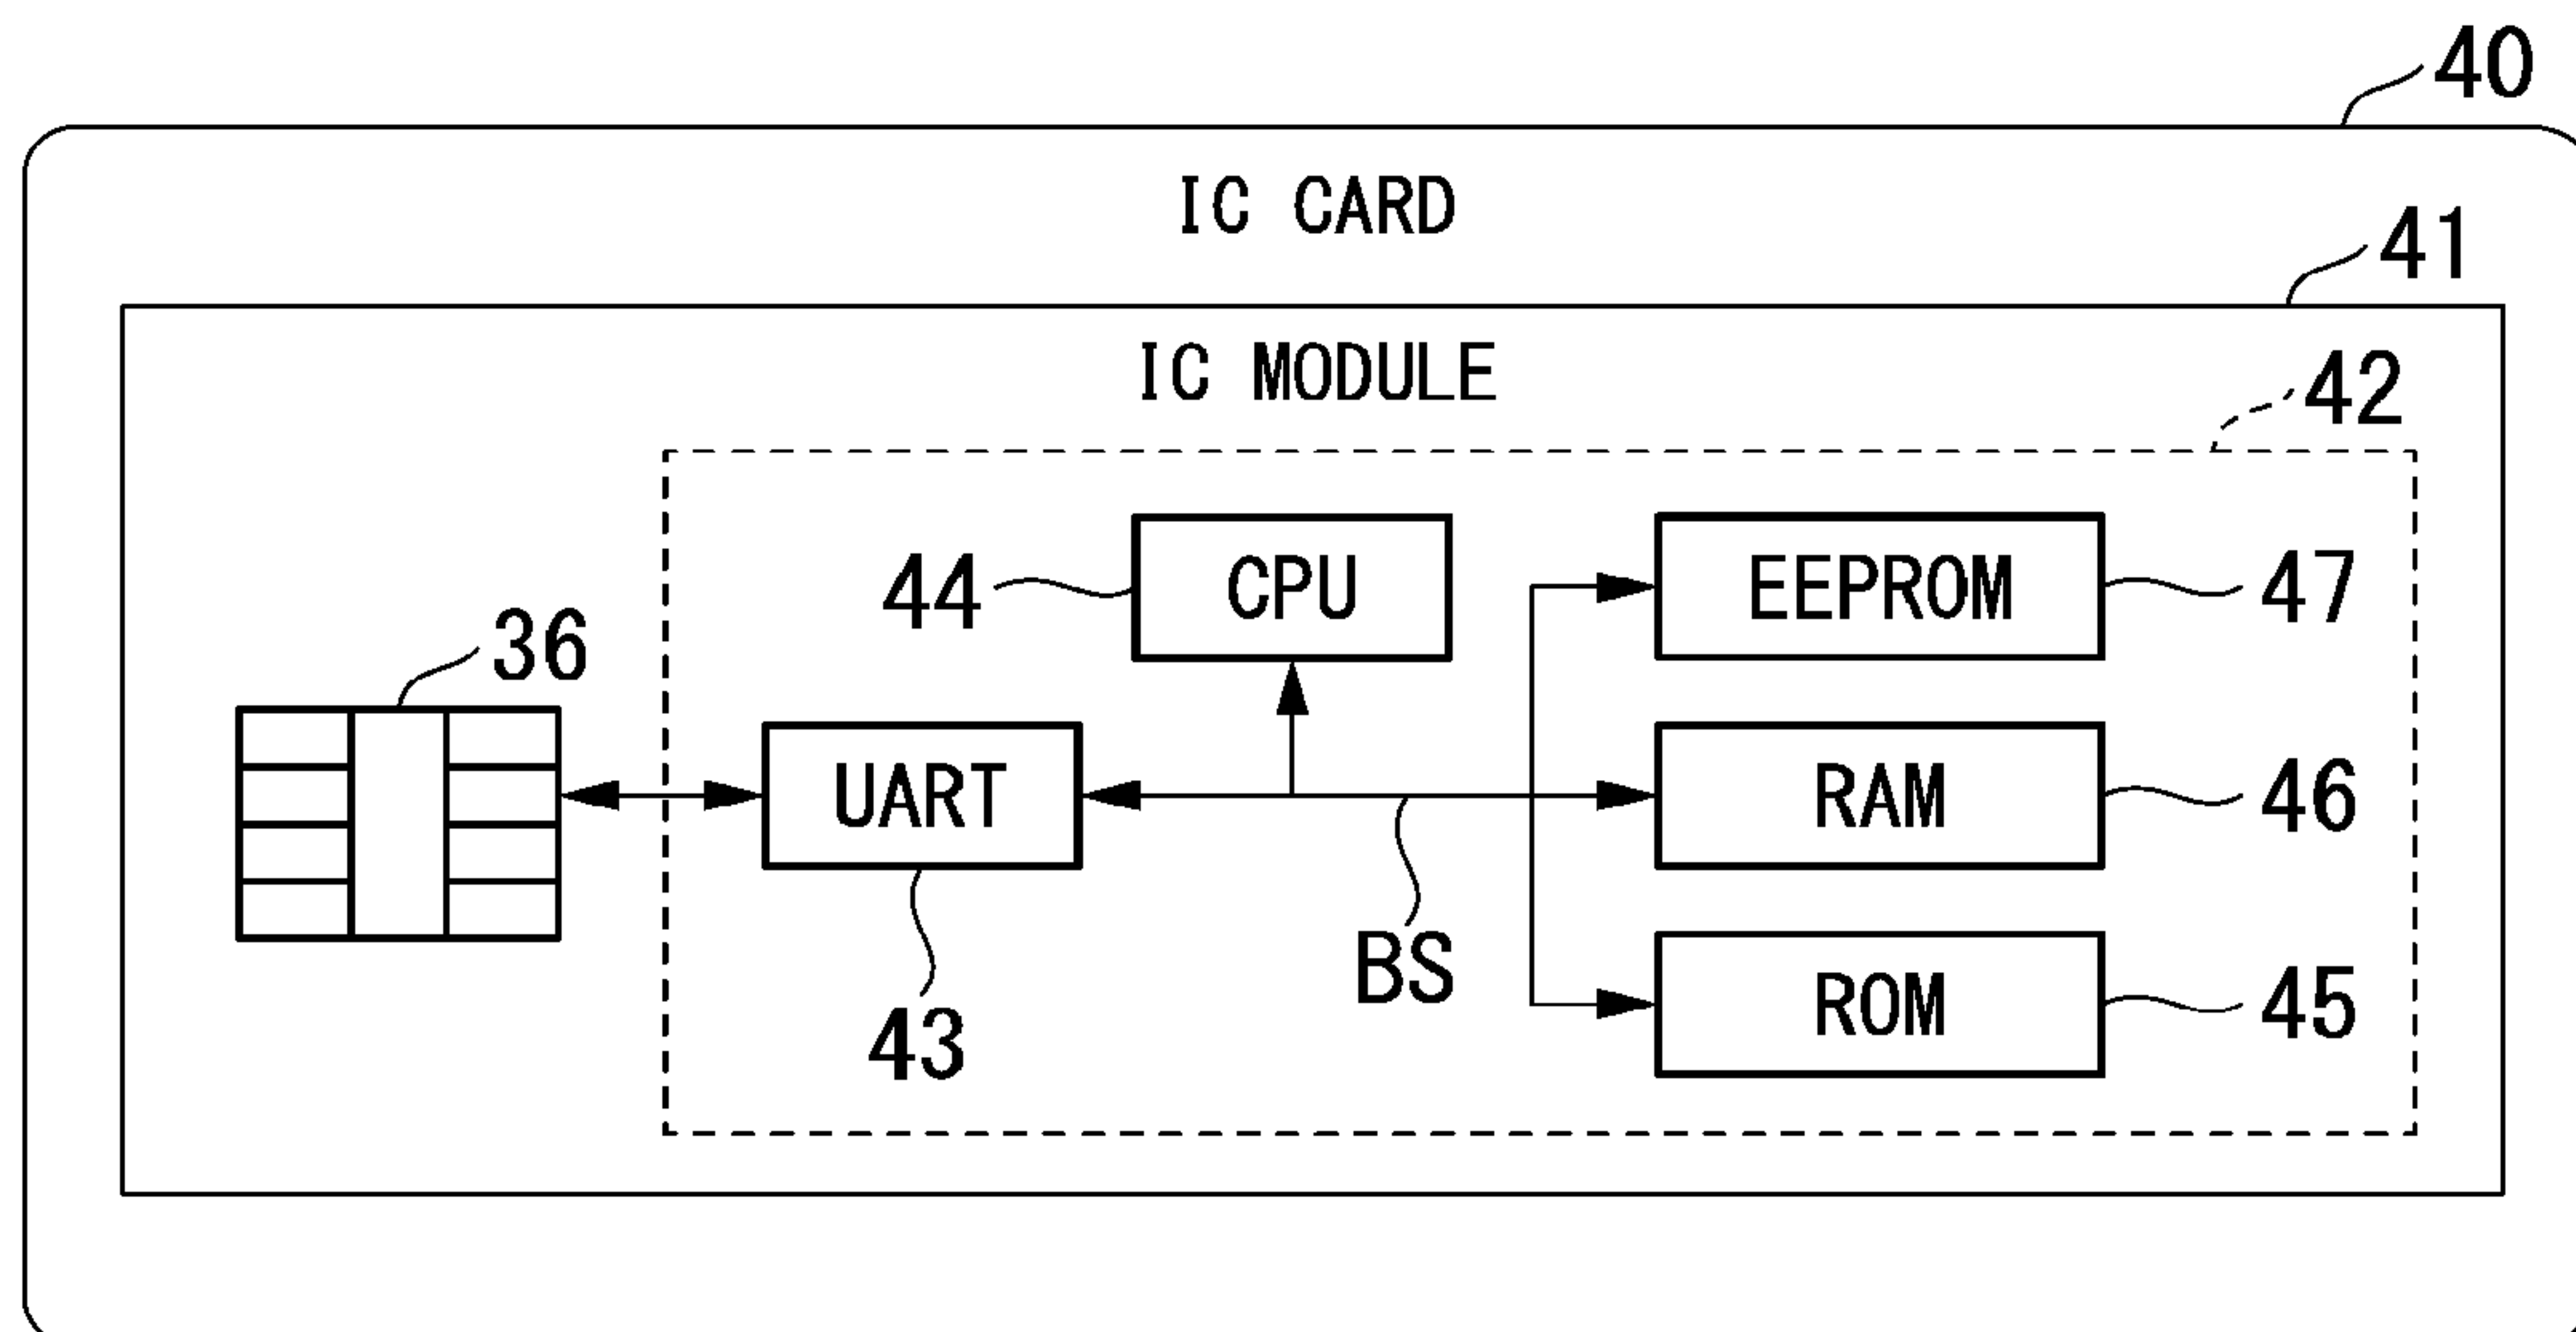 40
IC CARD
41
IC MODULE
42
44
CPU
EEPROM
47
36
UART
RAM
46
BS
43
ROM
45